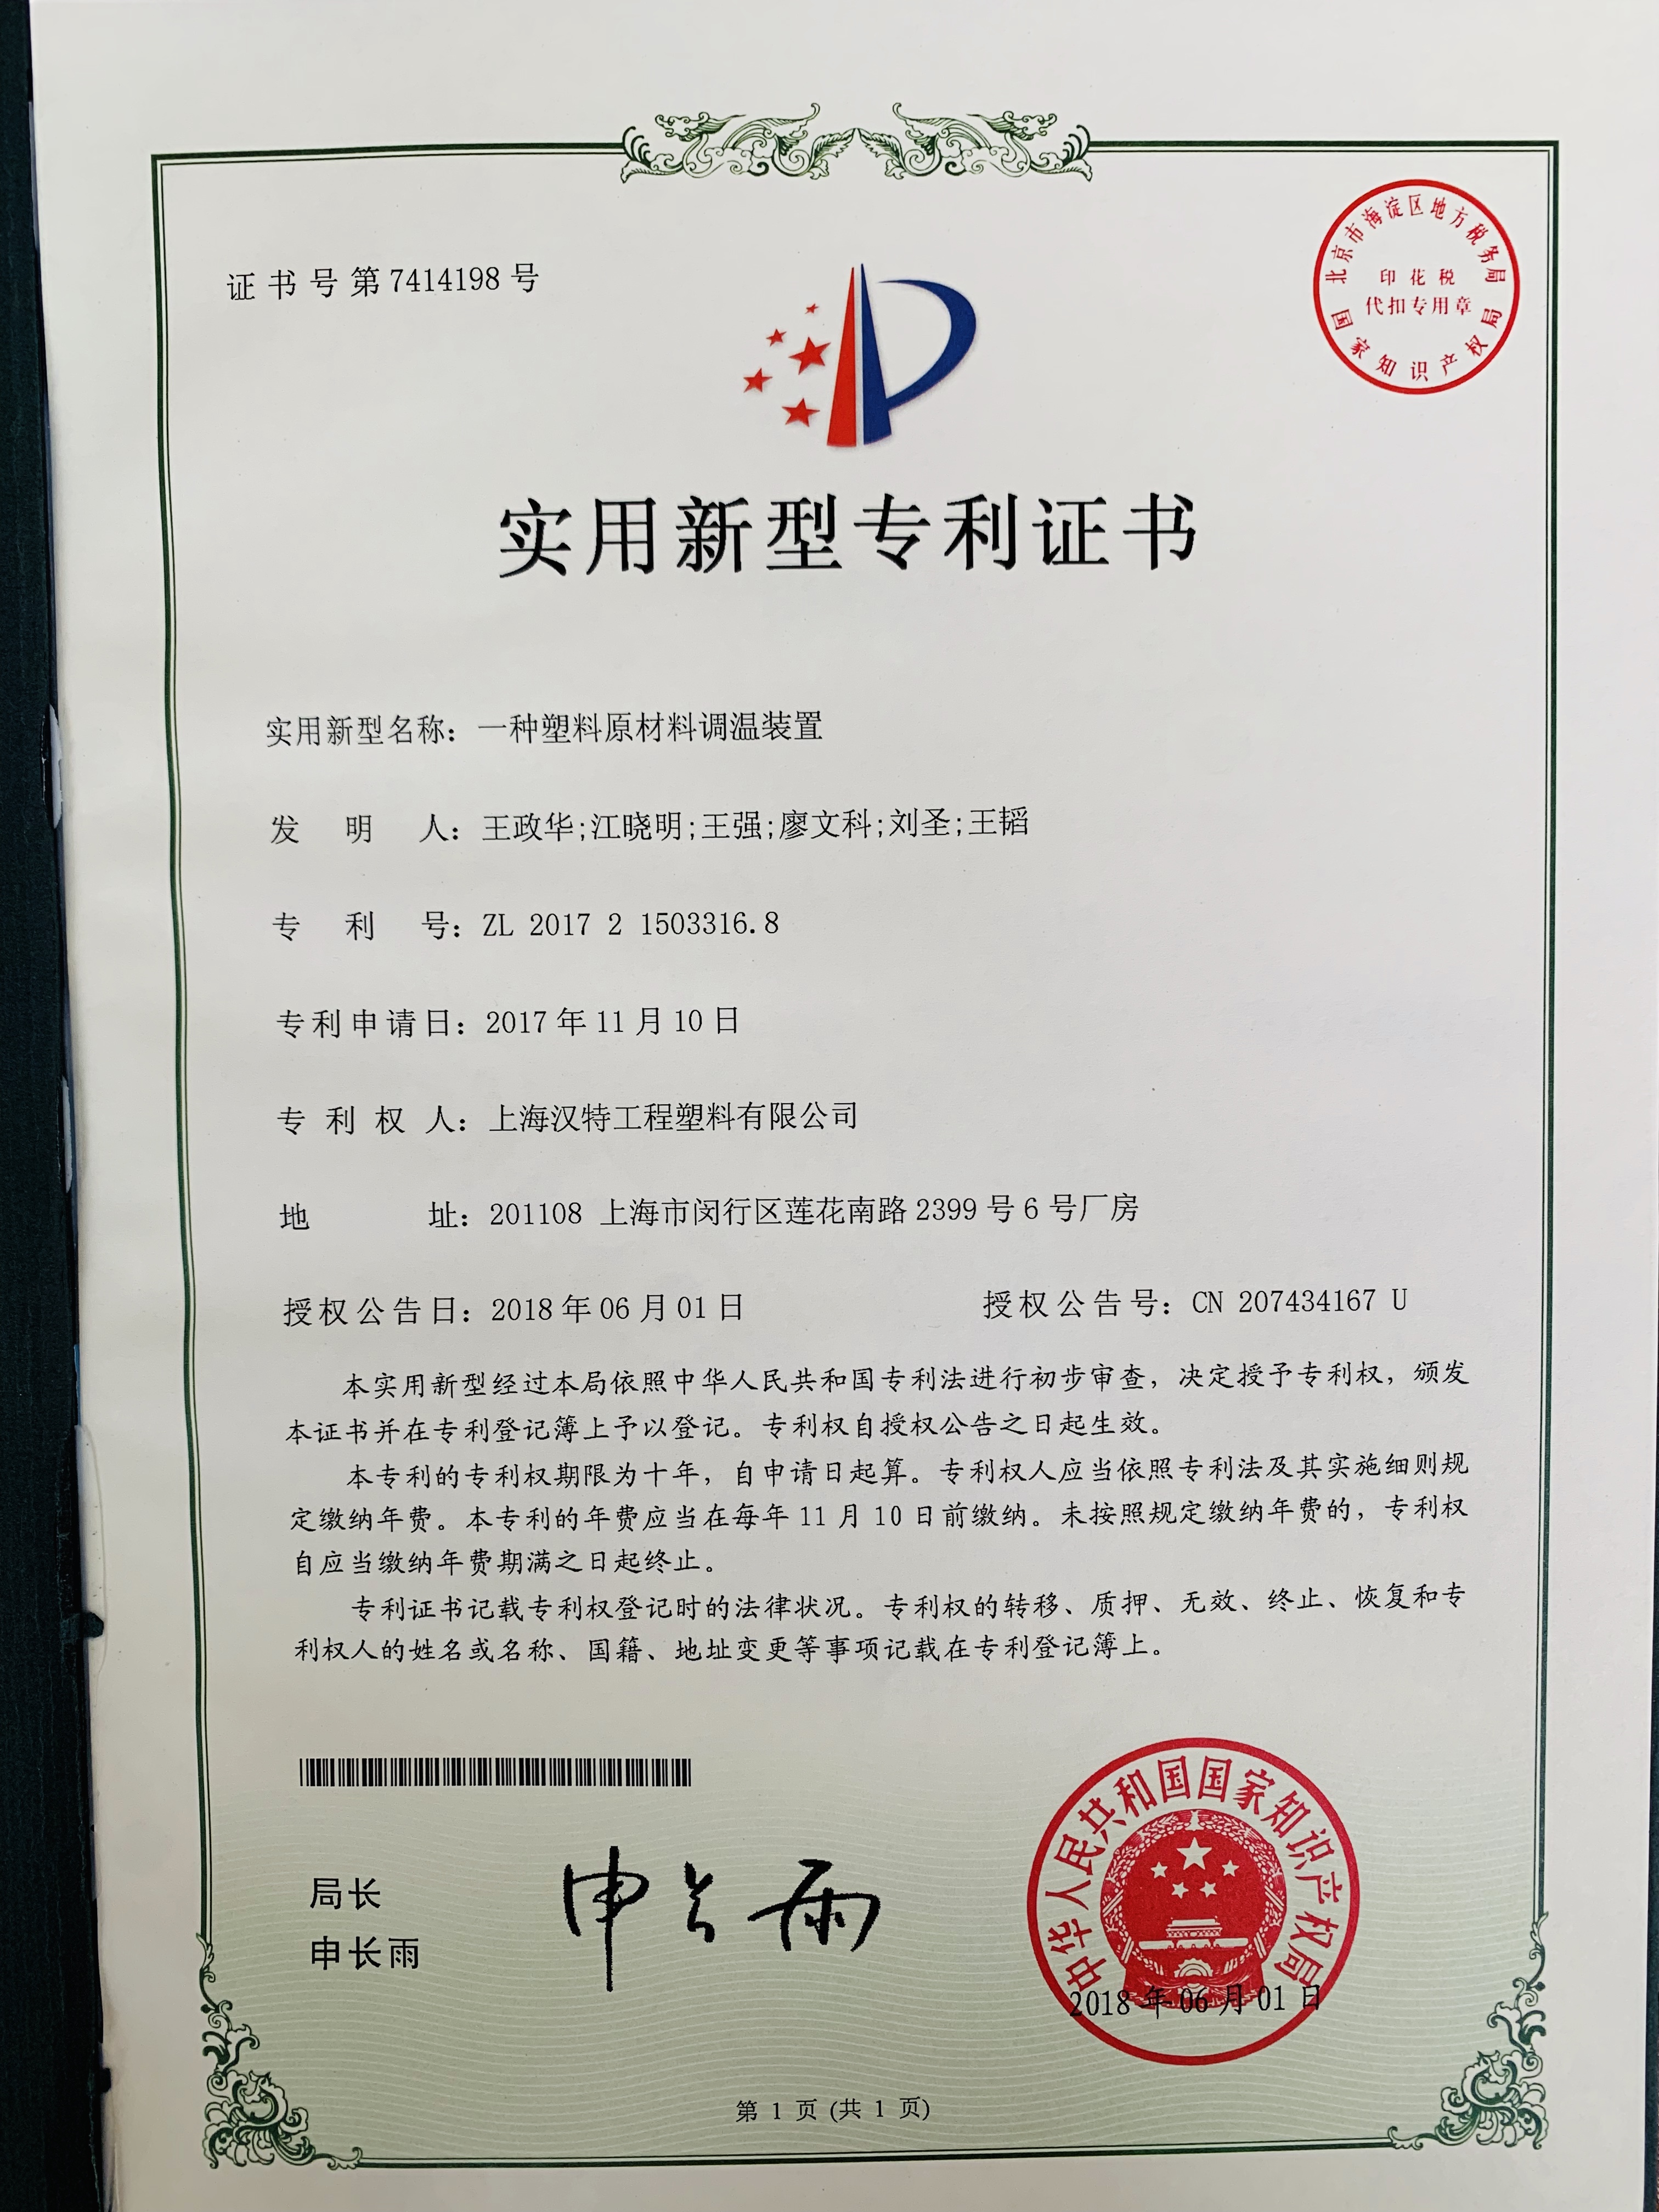 证书号第7414198号
北京市海淀区地方税务局
印花税
代扣专用章
国家知识产权局
实用新型专利证书
实用新型名称：一种塑料原材料调温装置
发明人：王政华;江晓明;王强;廖文科;刘圣;王韬
专利号：ZL 2017 2 1503316.8
专利申请日：2017年11月10日
专利权人：上海汉特工程塑料有限公司
地址：201108 上海市闵行区莲花南路2399号6号厂房
授权公告日：2018年06月01日 授权公告号：CN 207434167 U
本实用新型经过本局依照中华人民共和国专利法进行初步审查，决定授予专利权，颁发
本证书并在专利登记簿上予以登记。专利权自授权公告之日起生效。
本专利的专利权期限为十年，自申请日起算。专利权人应当依照专利法及其实施细则规
定缴纳年费。本专利的年费应当在每年11月10日前缴纳。未按照规定缴纳年费的，专利权
自应当缴纳年费期满之日起终止。
专利证书记载专利权登记时的法律状况。专利权的转移、质押、无效、终止、恢复和专
利权人的姓名或名称、国籍、地址变更等事项记载在专利登记簿上。
局长
申长雨
申长雨
中华人民共和国国家知识产权局
2018年06月01日
第 1 页 (共 1 页)